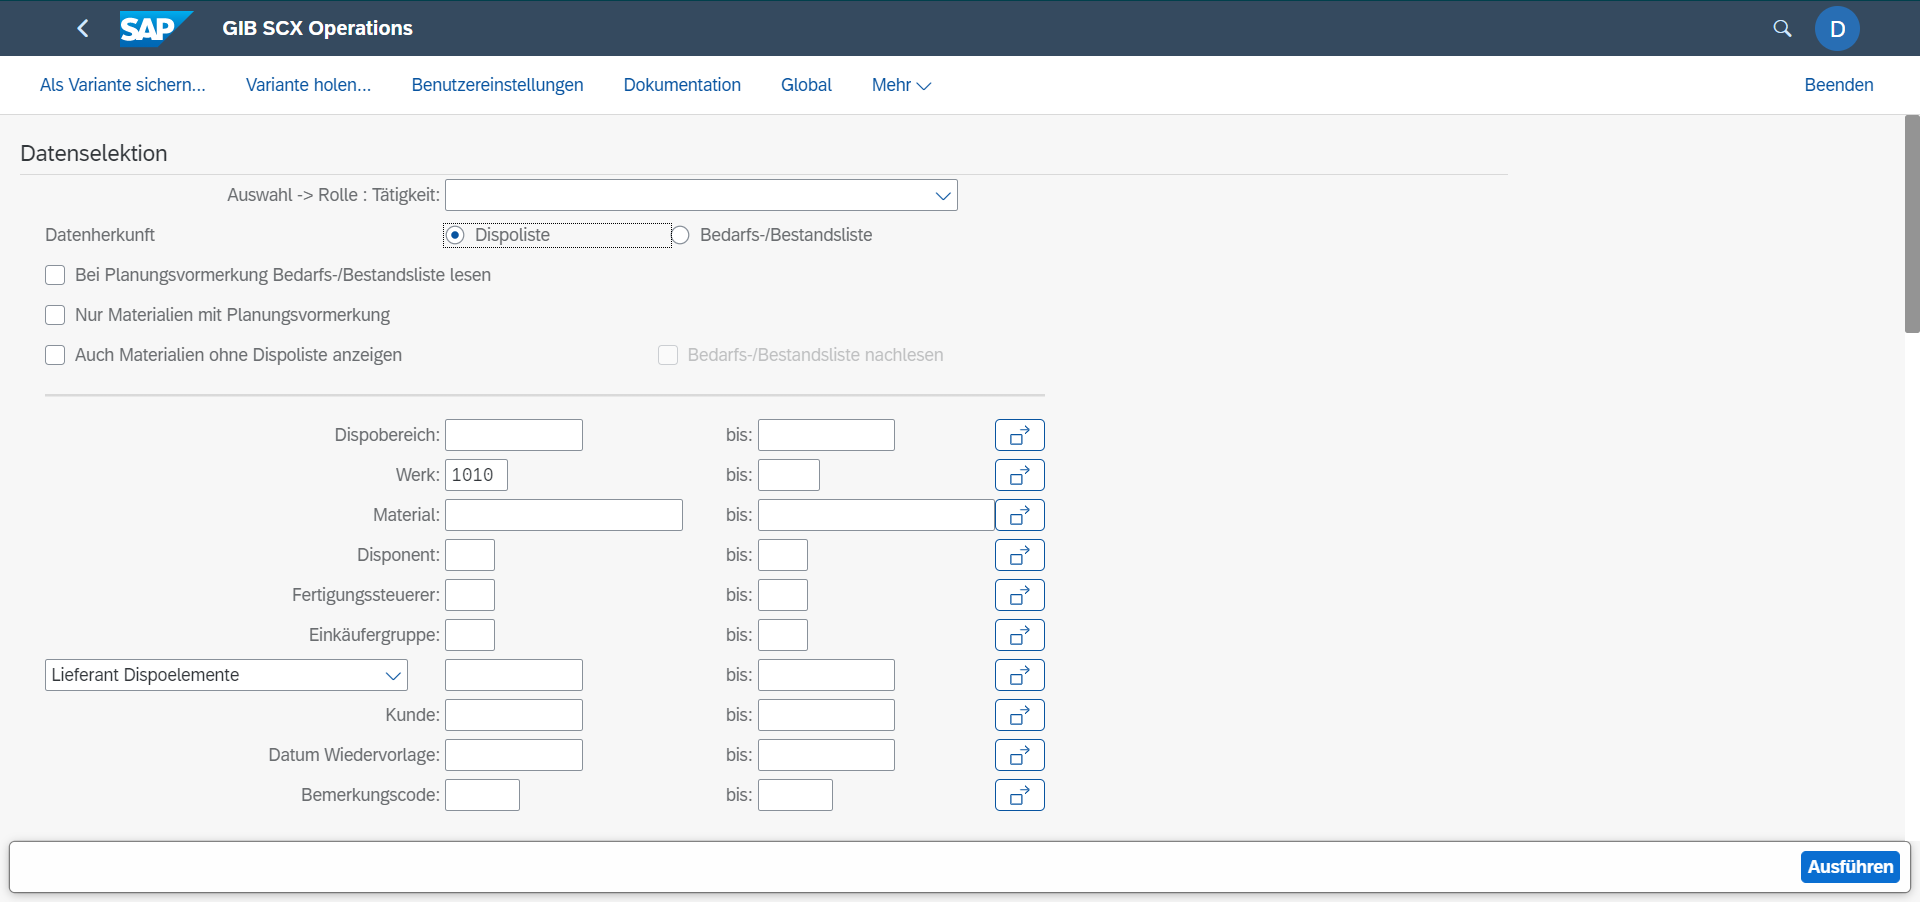 SAP GIB SCX Operations D
Als Variante sichern... Variante holen... Benutzereinstellungen Dokumentation Global Mehr Beenden
Datenselektion
Auswahl -> Rolle : Tätigkeit:
Datenherkunft Dispoliste Bedarfs-/Bestandsliste
Bei Planungsvormerkung Bedarfs-/Bestandsliste lesen
Nur Materialien mit Planungsvormerkung
Auch Materialien ohne Dispoliste anzeigen Bedarfs-/Bestandsliste nachlesen
Dispobereich: bis:
Werk: 1010 bis:
Material: bis:
Disponent: bis:
Fertigungssteuerer: bis:
Einkäufergruppe: bis:
Lieferant Dispoelemente bis:
Kunde: bis:
Datum Wiedervorlage: bis:
Bemerkungscode: bis:
Ausführen